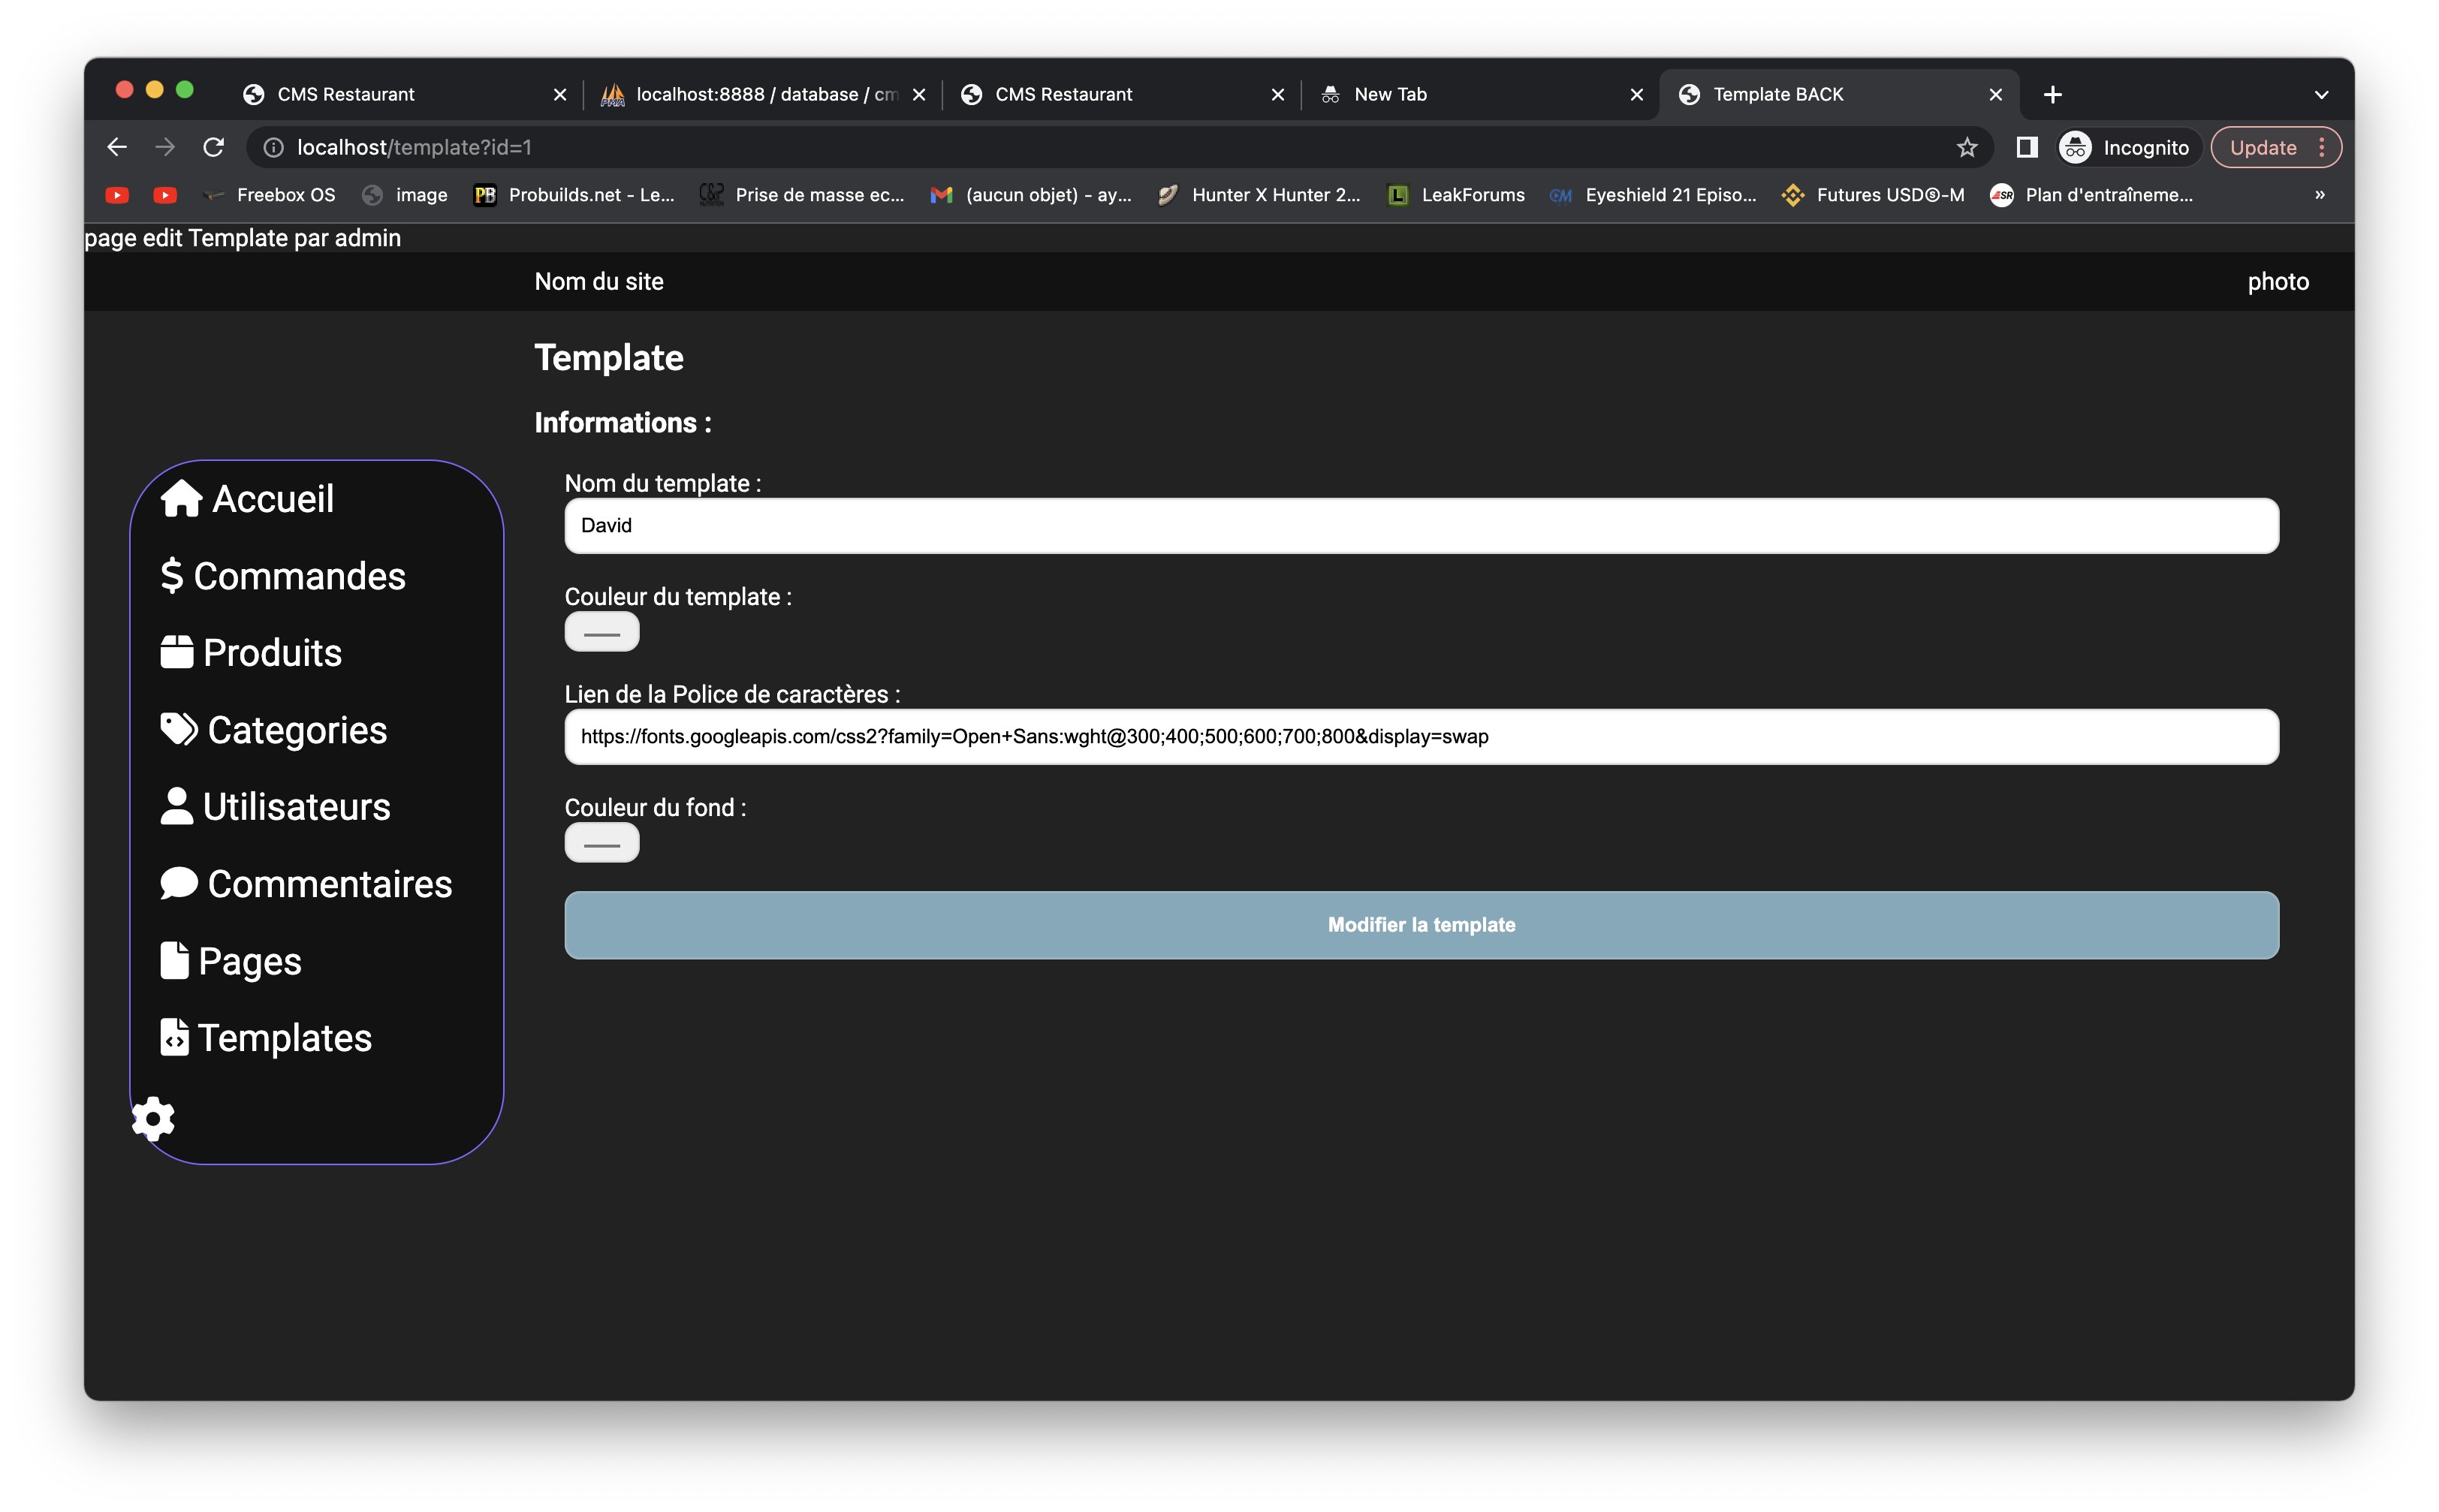 CMS Restaurant
localhost:8888 / database / cm
CMS Restaurant
New Tab
Template BACK
localhost/template?id=1
Incognito
Update
Freebox OS
image
PB
Probuilds.net - Le...
Prise de masse ec...
(aucun objet) - ay...
Hunter X Hunter 2...
L
LeakForums
Eyeshield 21 Episo...
Futures USDⓈ-M
Plan d'entraîneme...
»
page edit Template par admin
Nom du site
photo
Template
Informations :
Nom du template :
David
Couleur du template :
Lien de la Police de caractères :
https://fonts.googleapis.com/css2?family=Open+Sans:wght@300;400;500;600;700;800&display=swap
Couleur du fond :
Modifier la template
Accueil
$ Commandes
Produits
Categories
Utilisateurs
Commentaires
Pages
Templates